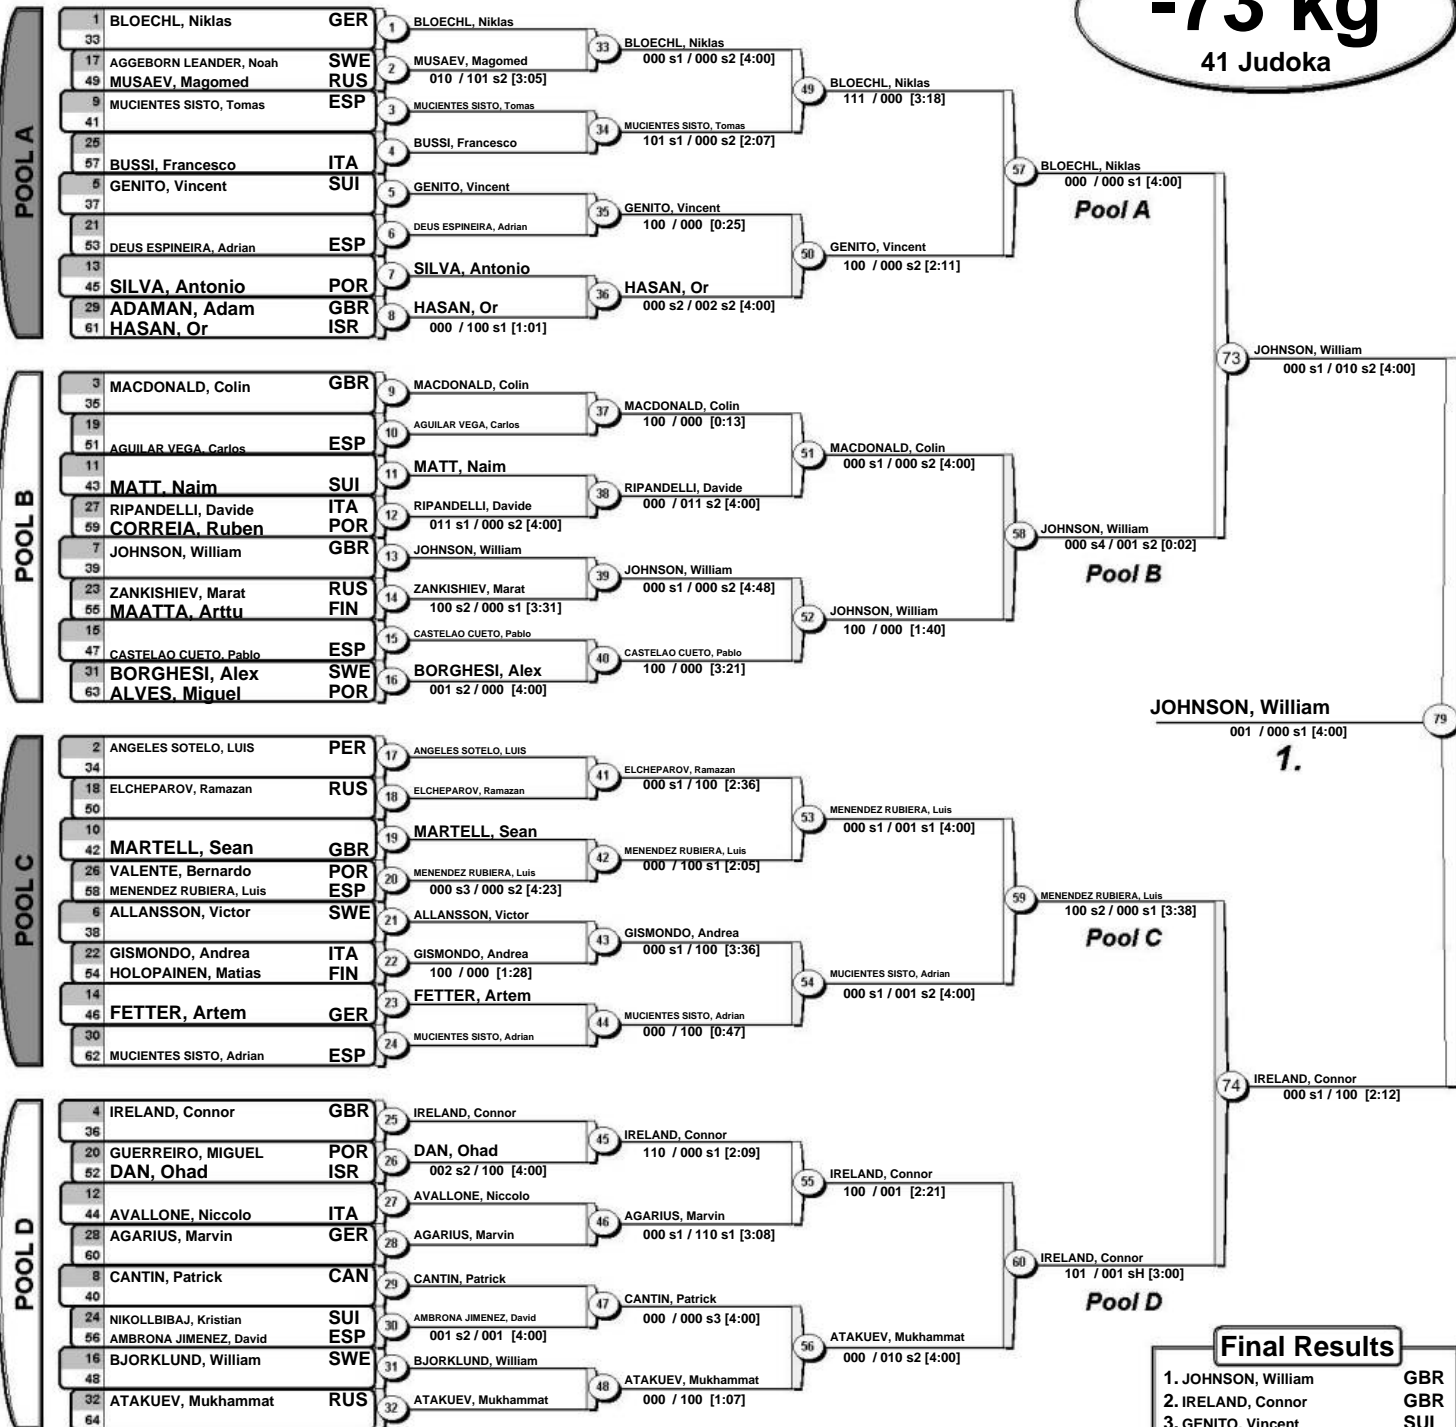 -73 kg
41 Judoka
POOL A
1 BLOECHL, Niklas GER
33
17 AGGEBORN LEANDER, Noah SWE
49 MUSAEV, Magomed RUS
9 MUCIENTES SISTO, Tomas ESP
41
25
57 BUSSI, Francesco ITA
5 GENITO, Vincent SUI
37
21
53 DEUS ESPINEIRA, Adrian ESP
13
45 SILVA, Antonio POR
29 ADAMAN, Adam GBR
61 HASAN, Or ISR
1 BLOECHL, Niklas
2 MUSAEV, Magomed
010 / 101 s2 [3:05]
3 MUCIENTES SISTO, Tomas
4 BUSSI, Francesco
5 GENITO, Vincent
6 DEUS ESPINEIRA, Adrian
7 SILVA, Antonio
8 HASAN, Or
000 / 100 s1 [1:01]
33 BLOECHL, Niklas
000 s1 / 000 s2 [4:00]
34 MUCIENTES SISTO, Tomas
101 s1 / 000 s2 [2:07]
35 GENITO, Vincent
100 / 000 [0:25]
36 HASAN, Or
000 s2 / 002 s2 [4:00]
49 BLOECHL, Niklas
111 / 000 [3:18]
50 GENITO, Vincent
100 / 000 s2 [2:11]
57 BLOECHL, Niklas
000 / 000 s1 [4:00]
Pool A
POOL B
3 MACDONALD, Colin GBR
35
19
51 AGUILAR VEGA, Carlos ESP
11
43 MATT, Naim SUI
27 RIPANDELLI, Davide ITA
59 CORREIA, Ruben POR
7 JOHNSON, William GBR
39
23 ZANKISHIEV, Marat RUS
55 MAATTA, Arttu FIN
15
47 CASTELAO CUETO, Pablo ESP
31 BORGHESI, Alex SWE
63 ALVES, Miguel POR
9 MACDONALD, Colin
10 AGUILAR VEGA, Carlos
11 MATT, Naim
12 RIPANDELLI, Davide
011 s1 / 000 s2 [4:00]
13 JOHNSON, William
14 ZANKISHIEV, Marat
100 s2 / 000 s1 [3:31]
15 CASTELAO CUETO, Pablo
16 BORGHESI, Alex
001 s2 / 000 [4:00]
37 MACDONALD, Colin
100 / 000 [0:13]
38 RIPANDELLI, Davide
000 / 011 s2 [4:00]
39 JOHNSON, William
000 s1 / 000 s2 [4:48]
40 CASTELAO CUETO, Pablo
100 / 000 [3:21]
51 MACDONALD, Colin
000 s1 / 000 s2 [4:00]
52 JOHNSON, William
100 / 000 [1:40]
58 JOHNSON, William
000 s4 / 001 s2 [0:02]
Pool B
73 JOHNSON, William
000 s1 / 010 s2 [4:00]
JOHNSON, William 79
001 / 000 s1 [4:00]
1.
POOL C
2 ANGELES SOTELO, LUIS PER
34
18 ELCHEPAROV, Ramazan RUS
50
10
42 MARTELL, Sean GBR
26 VALENTE, Bernardo POR
58 MENENDEZ RUBIERA, Luis ESP
6 ALLANSSON, Victor SWE
38
22 GISMONDO, Andrea ITA
54 HOLOPAINEN, Matias FIN
14
46 FETTER, Artem GER
30
62 MUCIENTES SISTO, Adrian ESP
17 ANGELES SOTELO, LUIS
18 ELCHEPAROV, Ramazan
19 MARTELL, Sean
20 MENENDEZ RUBIERA, Luis
000 s3 / 000 s2 [4:23]
21 ALLANSSON, Victor
22 GISMONDO, Andrea
100 / 000 [1:28]
23 FETTER, Artem
24 MUCIENTES SISTO, Adrian
41 ELCHEPAROV, Ramazan
000 s1 / 100 [2:36]
42 MENENDEZ RUBIERA, Luis
000 / 100 s1 [2:05]
43 GISMONDO, Andrea
000 s1 / 100 [3:36]
44 MUCIENTES SISTO, Adrian
000 / 100 [0:47]
53 MENENDEZ RUBIERA, Luis
000 s1 / 001 s1 [4:00]
54 MUCIENTES SISTO, Adrian
000 s1 / 001 s2 [4:00]
59 MENENDEZ RUBIERA, Luis
100 s2 / 000 s1 [3:38]
Pool C
74 IRELAND, Connor
000 s1 / 100 [2:12]
POOL D
4 IRELAND, Connor GBR
36
20 GUERREIRO, MIGUEL POR
52 DAN, Ohad ISR
12
44 AVALLONE, Niccolo ITA
28 AGARIUS, Marvin GER
60
8 CANTIN, Patrick CAN
40
24 NIKOLLBIBAJ, Kristian SUI
56 AMBRONA JIMENEZ, David ESP
16 BJORKLUND, William SWE
48
32 ATAKUEV, Mukhammat RUS
64
25 IRELAND, Connor
26 DAN, Ohad
002 s2 / 100 [4:00]
27 AVALLONE, Niccolo
28 AGARIUS, Marvin
29 CANTIN, Patrick
30 AMBRONA JIMENEZ, David
001 s2 / 001 [4:00]
31 BJORKLUND, William
32 ATAKUEV, Mukhammat
45 IRELAND, Connor
110 / 000 s1 [2:09]
46 AGARIUS, Marvin
000 s1 / 110 s1 [3:08]
47 CANTIN, Patrick
000 / 000 s3 [4:00]
48 ATAKUEV, Mukhammat
000 / 100 [1:07]
55 IRELAND, Connor
100 / 001 [2:21]
56 ATAKUEV, Mukhammat
000 / 010 s2 [4:00]
60 IRELAND, Connor
101 / 001 sH [3:00]
Pool D
Final Results
1. JOHNSON, William GBR
2. IRELAND, Connor GBR
3. GENITO, Vincent SUI